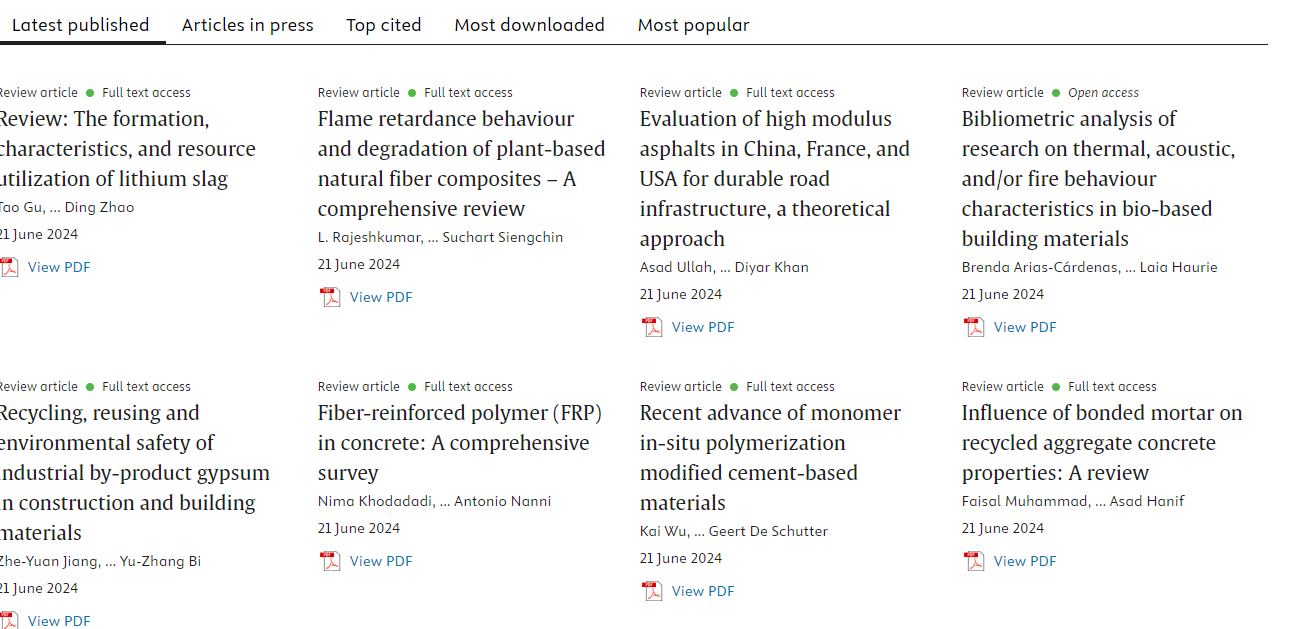 Latest published Articles in press Top cited Most downloaded Most popular
Review article Full text access
Review: The formation,
characteristics, and resource
utilization of lithium slag
Tao Gu, ... Ding Zhao
21 June 2024
View PDF
Review article Full text access
Flame retardance behaviour
and degradation of plant-based
natural fiber composites – A
comprehensive review
L. Rajeshkumar, ... Suchart Siengchin
21 June 2024
View PDF
Review article Full text access
Evaluation of high modulus
asphalts in China, France, and
USA for durable road
infrastructure, a theoretical
approach
Asad Ullah, ... Diyar Khan
21 June 2024
View PDF
Review article Open access
Bibliometric analysis of
research on thermal, acoustic,
and/or fire behaviour
characteristics in bio-based
building materials
Brenda Arias-Cárdenas, ... Laia Haurie
21 June 2024
View PDF
Review article Full text access
Recycling, reusing and
environmental safety of
industrial by-product gypsum
in construction and building
materials
Zhe-Yuan Jiang, ... Yu-Zhang Bi
21 June 2024
View PDF
Review article Full text access
Fiber-reinforced polymer (FRP)
in concrete: A comprehensive
survey
Nima Khodadadi, ... Antonio Nanni
21 June 2024
View PDF
Review article Full text access
Recent advance of monomer
in-situ polymerization
modified cement-based
materials
Kai Wu, ... Geert De Schutter
21 June 2024
View PDF
Review article Full text access
Influence of bonded mortar on
recycled aggregate concrete
properties: A review
Faisal Muhammad, ... Asad Hanif
21 June 2024
View PDF